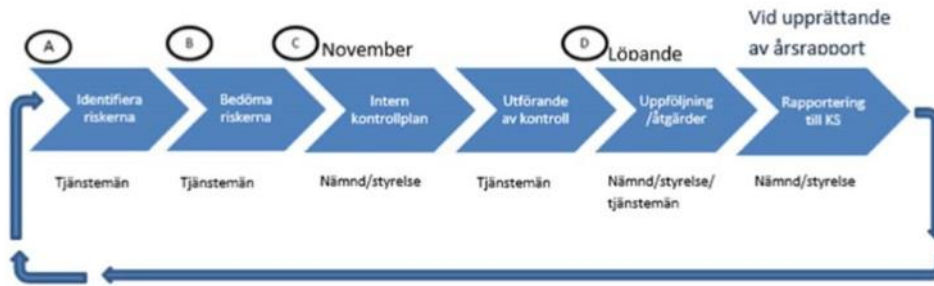 Vid upprättande
av årsrapport
A
B
C
November
D
Löpande
Identifiera
riskerna
Bedöma
riskerna
Intern
kontrollplan
Utförande
av kontroll
Uppföljning
/åtgärder
Rapportering
till KS
Tjänstemän
Tjänstemän
Nämnd/styrelse
Tjänstemän
Nämnd/styrelse/
tjänstemän
Nämnd/styrelse